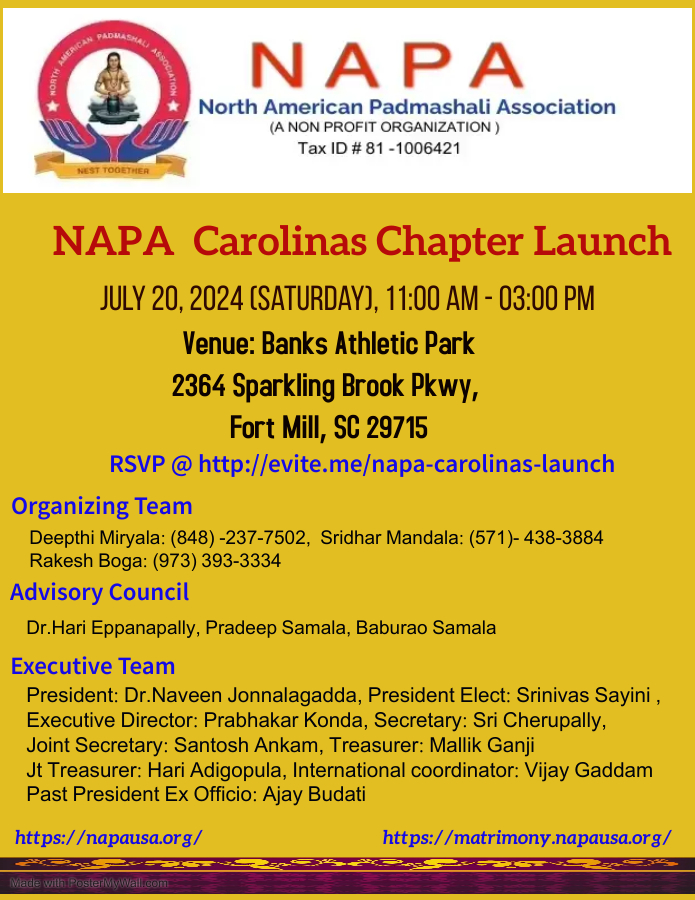 NORTH AMERICAN PADMASHALI ASSOCIATION
NEST TOGETHER
NAPA
North American Padmashali Association
(A NON PROFIT ORGANIZATION )
Tax ID # 81 -1006421
NAPA Carolinas Chapter Launch
JULY 20, 2024 (SATURDAY), 11:00 AM - 03:00 PM
Venue: Banks Athletic Park
2364 Sparkling Brook Pkwy,
Fort Mill, SC 29715
RSVP @ http://evite.me/napa-carolinas-launch
Organizing Team
Deepthi Miryala: (848) -237-7502, Sridhar Mandala: (571)- 438-3884
Rakesh Boga: (973) 393-3334
Advisory Council
Dr.Hari Eppanapally, Pradeep Samala, Baburao Samala
Executive Team
President: Dr.Naveen Jonnalagadda, President Elect: Srinivas Sayini ,
Executive Director: Prabhakar Konda, Secretary: Sri Cherupally,
Joint Secretary: Santosh Ankam, Treasurer: Mallik Ganji
Jt Treasurer: Hari Adigopula, International coordinator: Vijay Gaddam
Past President Ex Officio: Ajay Budati
https://napausa.org/ https://matrimony.napausa.org/
Made with PosterMyWall.com